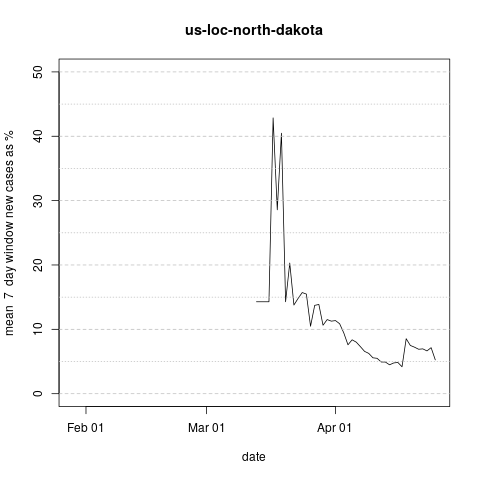 us-loc-north-dakota
mean  7  day window new cases as %
50
40
30
20
10
0
Feb 01
Mar 01
Apr 01
date